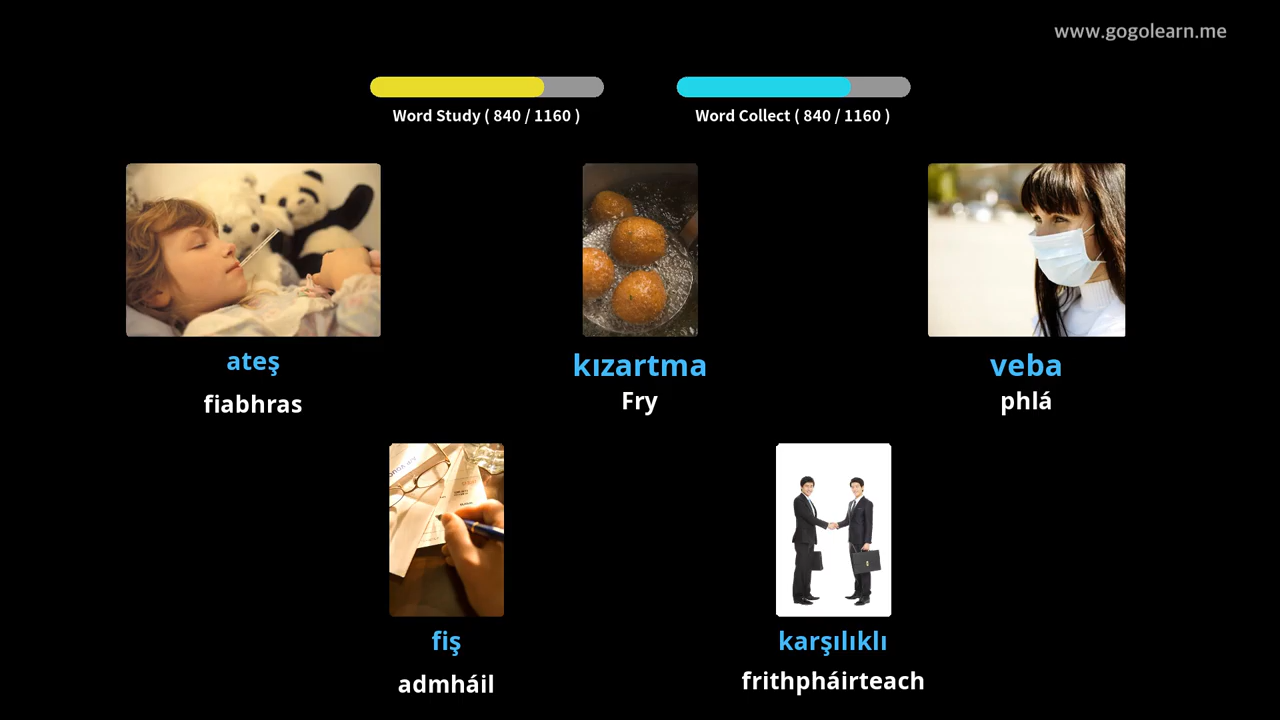 www.gogolearn.me
Word Study ( 840 / 1160 )
Word Collect ( 840 / 1160 )
ateş
fiabhras
kızartma
Fry
veba
phlá
fiş
admháil
karşılıklı
frithpháirteach